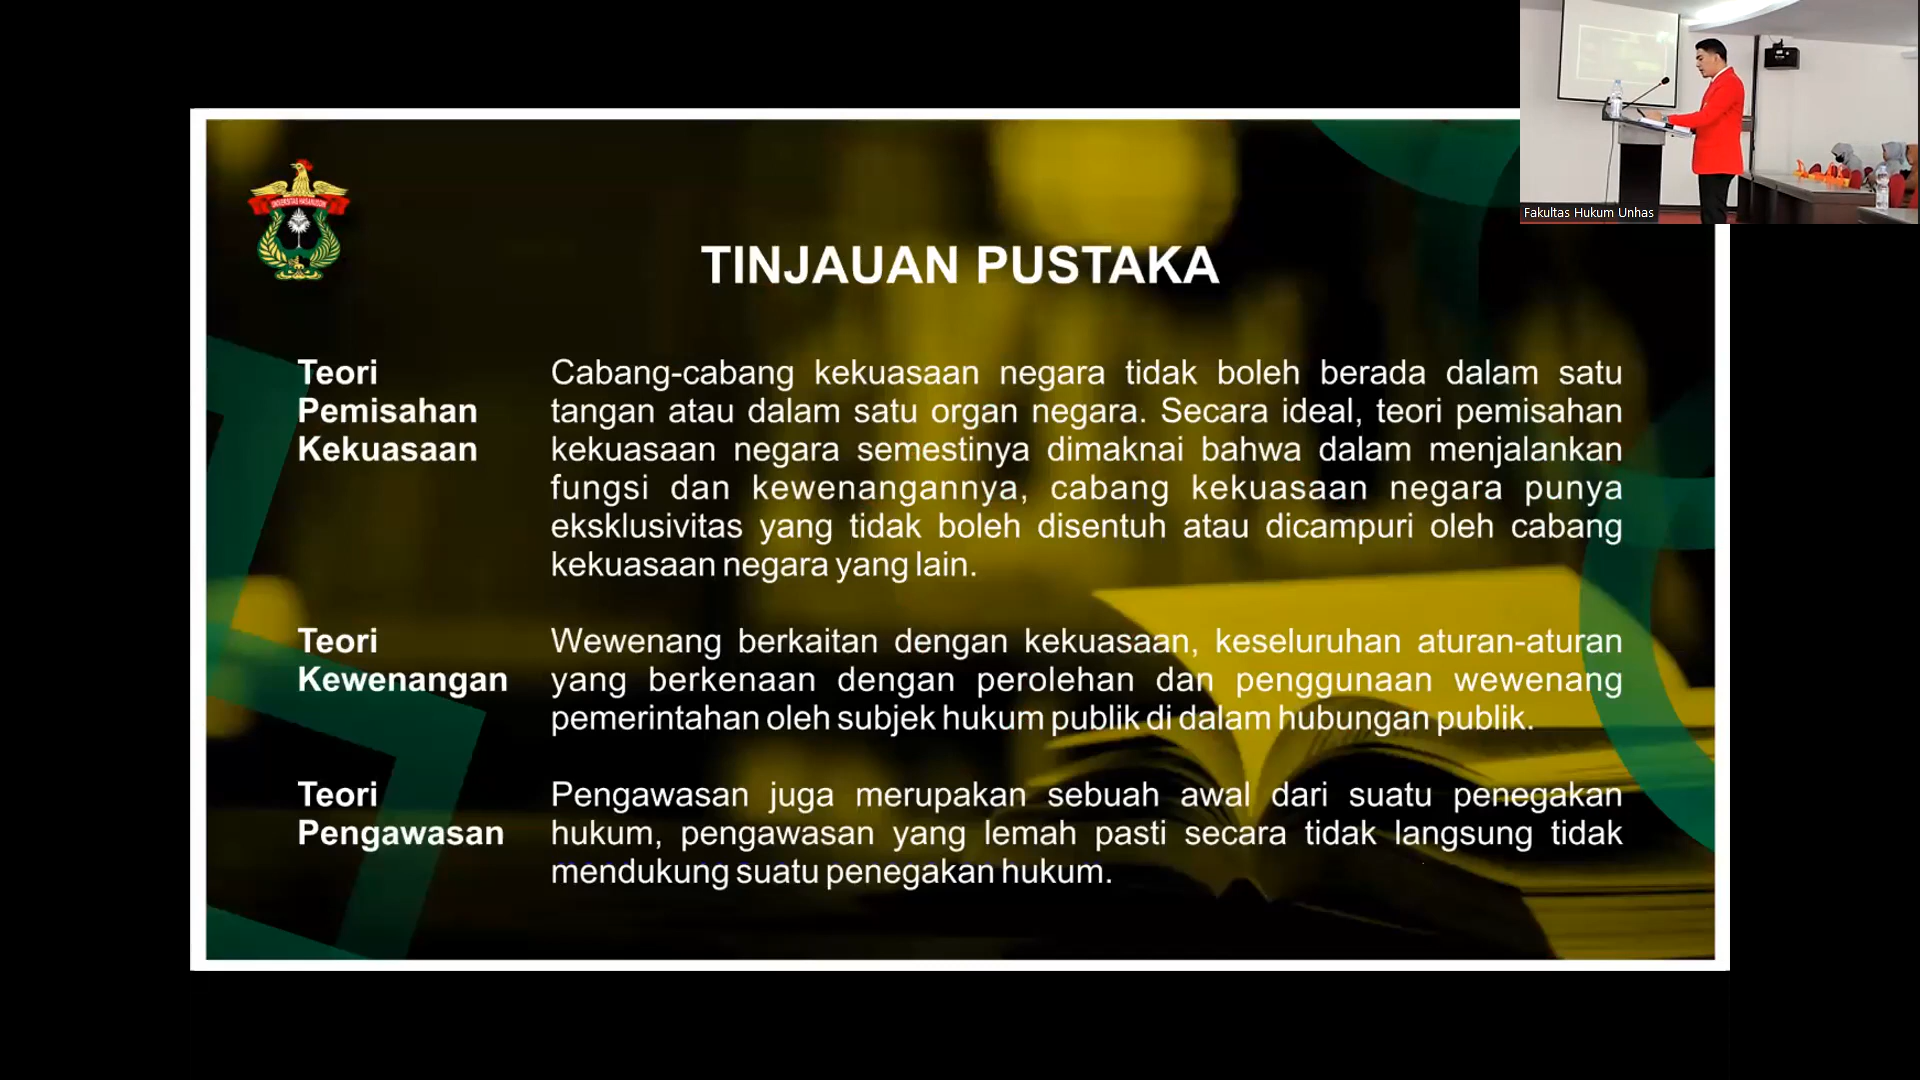 Fakultas Hukum Unhas
UNIVERSITAS HASANUDDIN
TINJAUAN PUSTAKA
Teori
Pemisahan
Kekuasaan
Cabang-cabang kekuasaan negara tidak boleh berada dalam satu
tangan atau dalam satu organ negara. Secara ideal, teori pemisahan
kekuasaan negara semestinya dimaknai bahwa dalam menjalankan
fungsi dan kewenangannya, cabang kekuasaan negara punya
eksklusivitas yang tidak boleh disentuh atau dicampuri oleh cabang
kekuasaan negara yang lain.
Teori
Kewenangan
Wewenang berkaitan dengan kekuasaan, keseluruhan aturan-aturan
yang berkenaan dengan perolehan dan penggunaan wewenang
pemerintahan oleh subjek hukum publik di dalam hubungan publik.
Teori
Pengawasan
Pengawasan juga merupakan sebuah awal dari suatu penegakan
hukum, pengawasan yang lemah pasti secara tidak langsung tidak
mendukung suatu penegakan hukum.